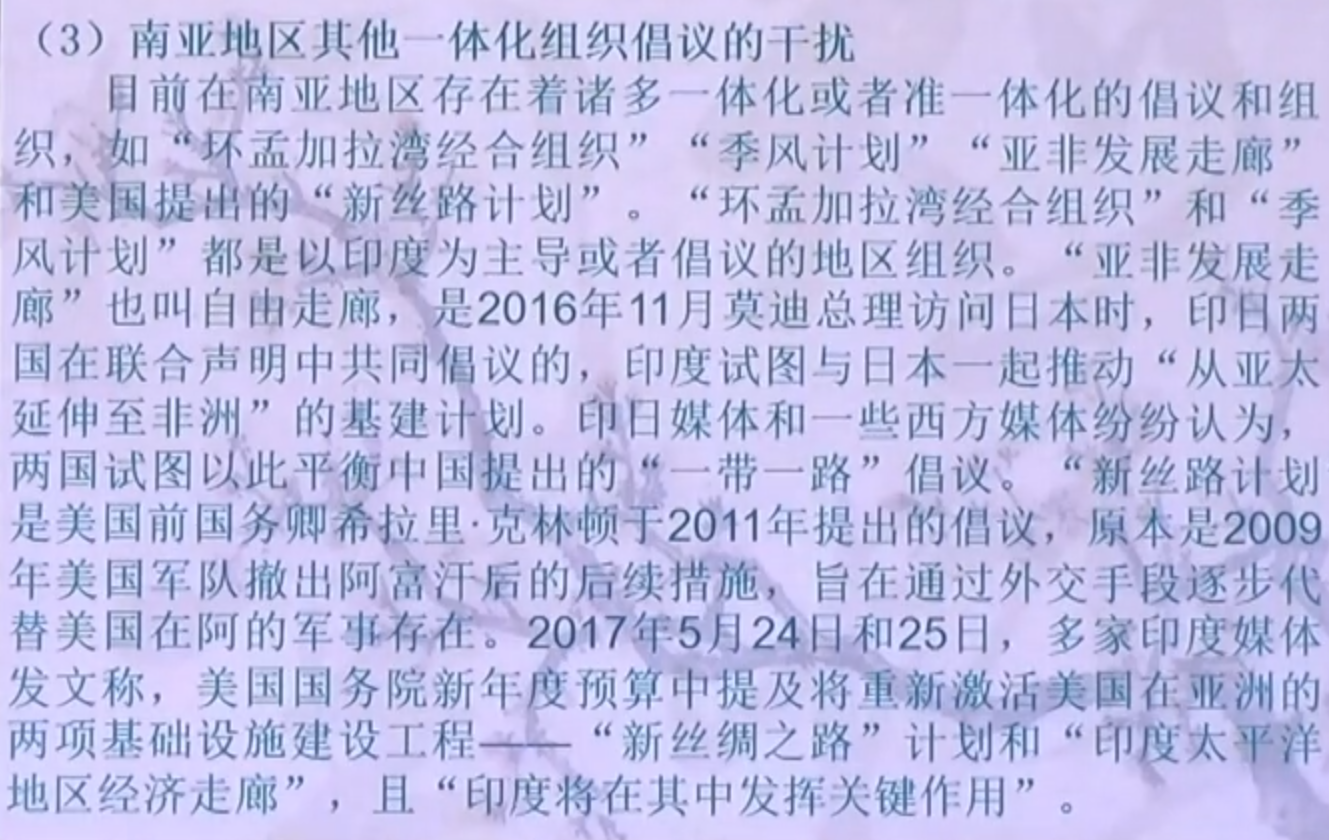 （3）南亚地区其他一体化组织倡议的干扰
目前在南亚地区存在着诸多一体化或者准一体化的倡议和组
织，如“环孟加拉湾经合组织”“季风计划”“亚非发展走廊”
和美国提出的“新丝路计划”。“环孟加拉湾经合组织”和“季
风计划”都是以印度为主导或者倡议的地区组织。“亚非发展走
廊”也叫自由走廊，是2016年11月莫迪总理访问日本时，印日两
国在联合声明中共同倡议的，印度试图与日本一起推动“从亚太
延伸至非洲”的基建计划。印日媒体和一些西方媒体纷纷认为，
两国试图以此平衡中国提出的“一带一路”倡议。“新丝路计划
是美国前国务卿希拉里·克林顿于2011年提出的倡议，原本是2009
年美国军队撤出阿富汗后的后续措施，旨在通过外交手段逐步代
替美国在阿的军事存在。2017年5月24日和25日，多家印度媒体
发文称，美国国务院新年度预算中提及将重新激活美国在亚洲的
两项基础设施建设工程——“新丝绸之路”计划和“印度太平洋
地区经济走廊”，且“印度将在其中发挥关键作用”。